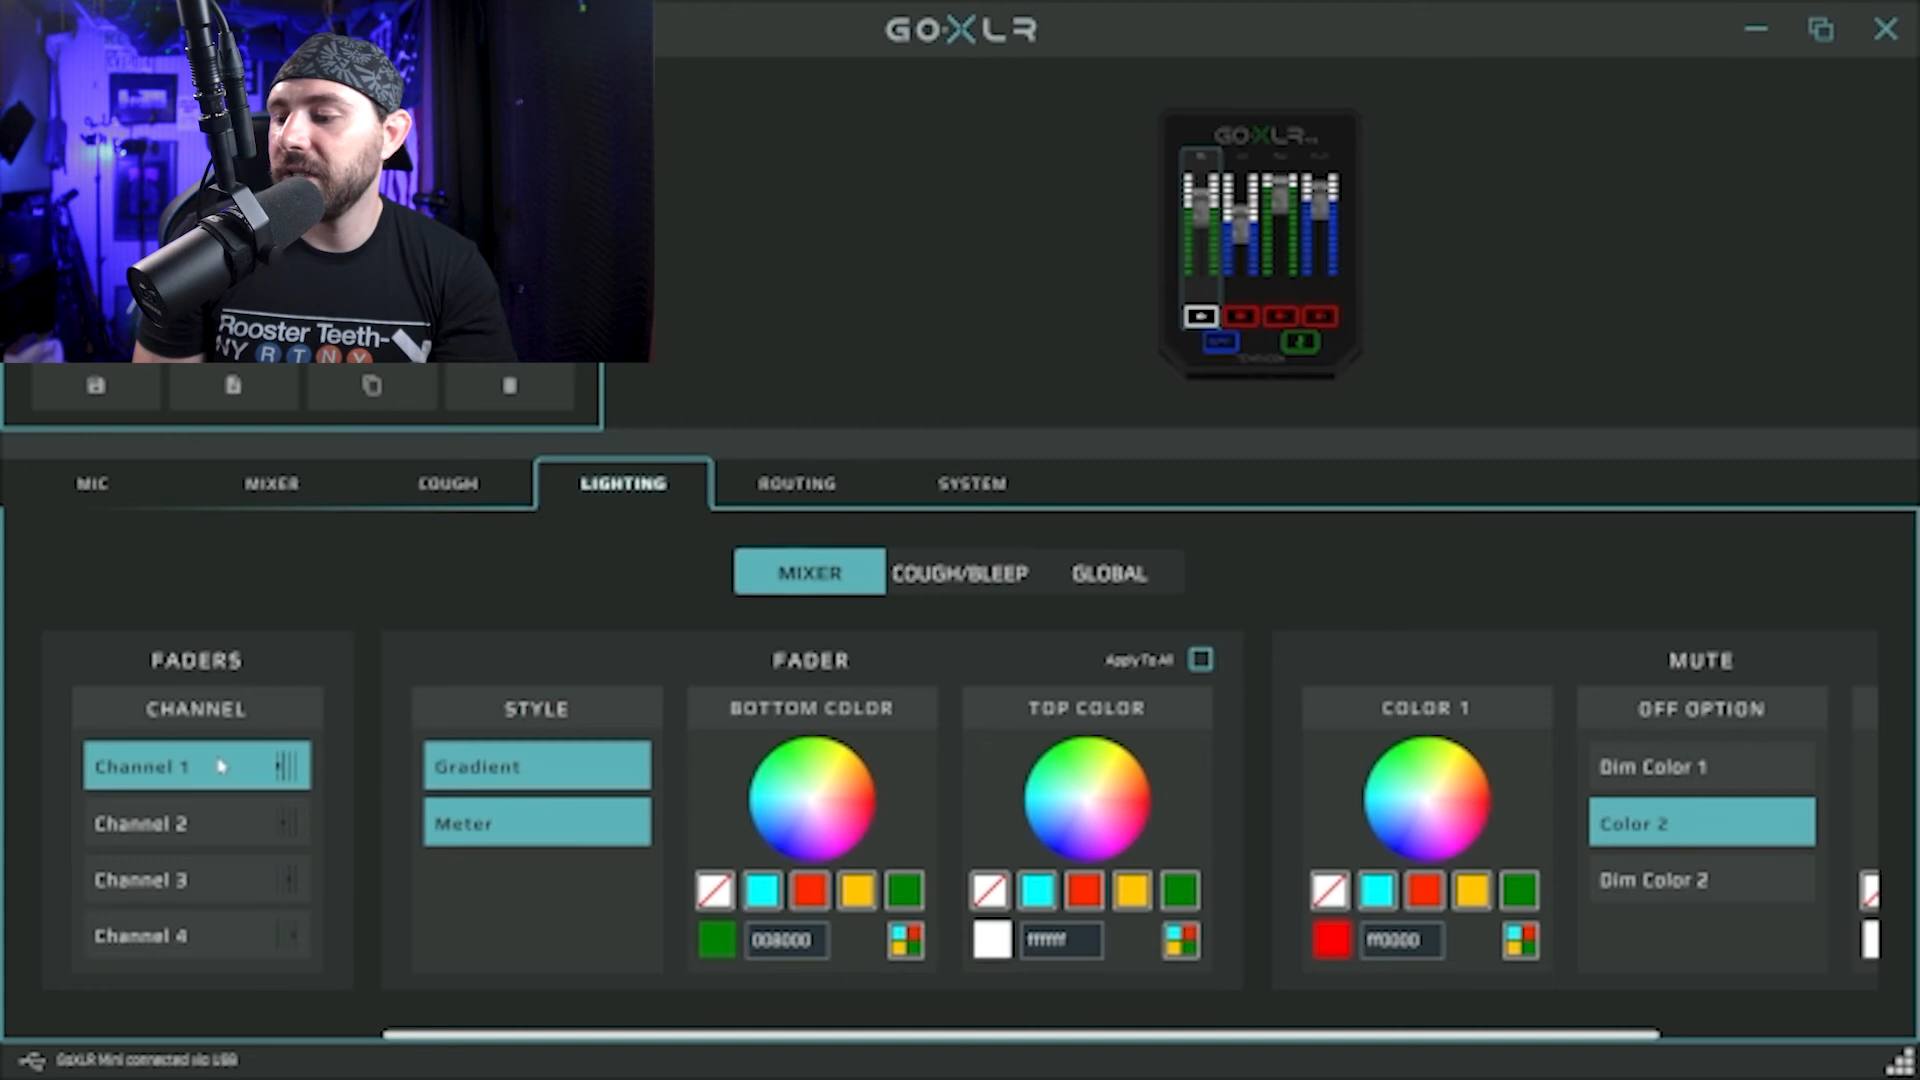 GO·XLR
GO·XLR
Rooster Teeth-
NY R T N Y
MIC
MIXER
COUGH
LIGHTING
ROUTING
SYSTEM
MIXER
COUGH/BLEEP
GLOBAL
FADERS
CHANNEL
Channel 1
Channel 2
Channel 3
Channel 4
FADER
Apply To All
STYLE
Gradient
Meter
BOTTOM COLOR
008000
TOP COLOR
ffffff
MUTE
COLOR 1
ff0000
OFF OPTION
Dim Color 1
Color 2
Dim Color 2
GoXLR Mini connected via USB